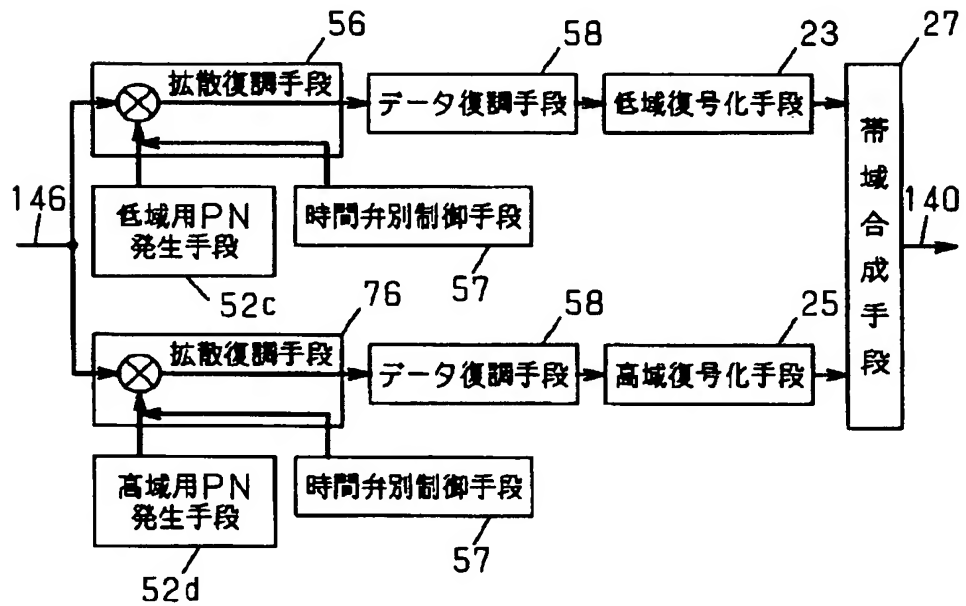 56
58
23
27
拡散復調手段
データ復調手段
低域復号化手段
帯域合成手段
146
140
低域用PN
発生手段
時間弁別制御手段
52c
57
76
58
25
拡散復調手段
データ復調手段
高域復号化手段
高域用PN
発生手段
時間弁別制御手段
52d
57